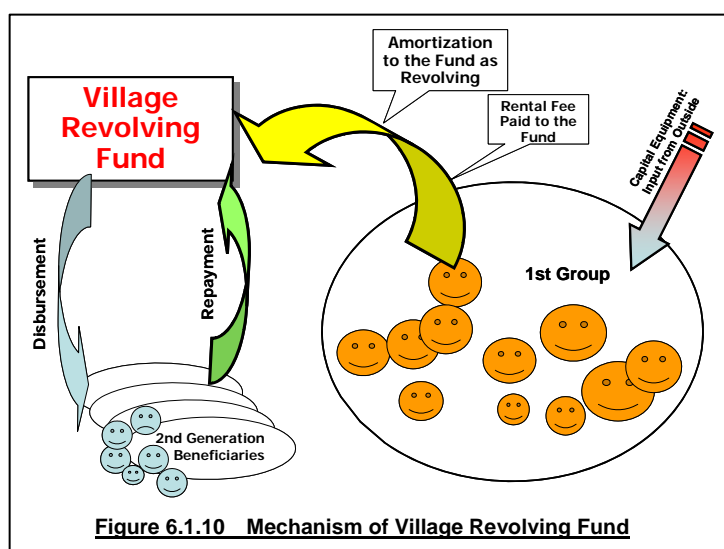 Amortization
to the Fund as
Revolving
Village
Revolving
Fund
Rental Fee
Paid to the
Fund
Capital Equipment:
Input from Outside
1st Group
Disbursement
Repayment
2nd Generation
Beneficiaries
Figure 6.1.10 Mechanism of Village Revolving Fund